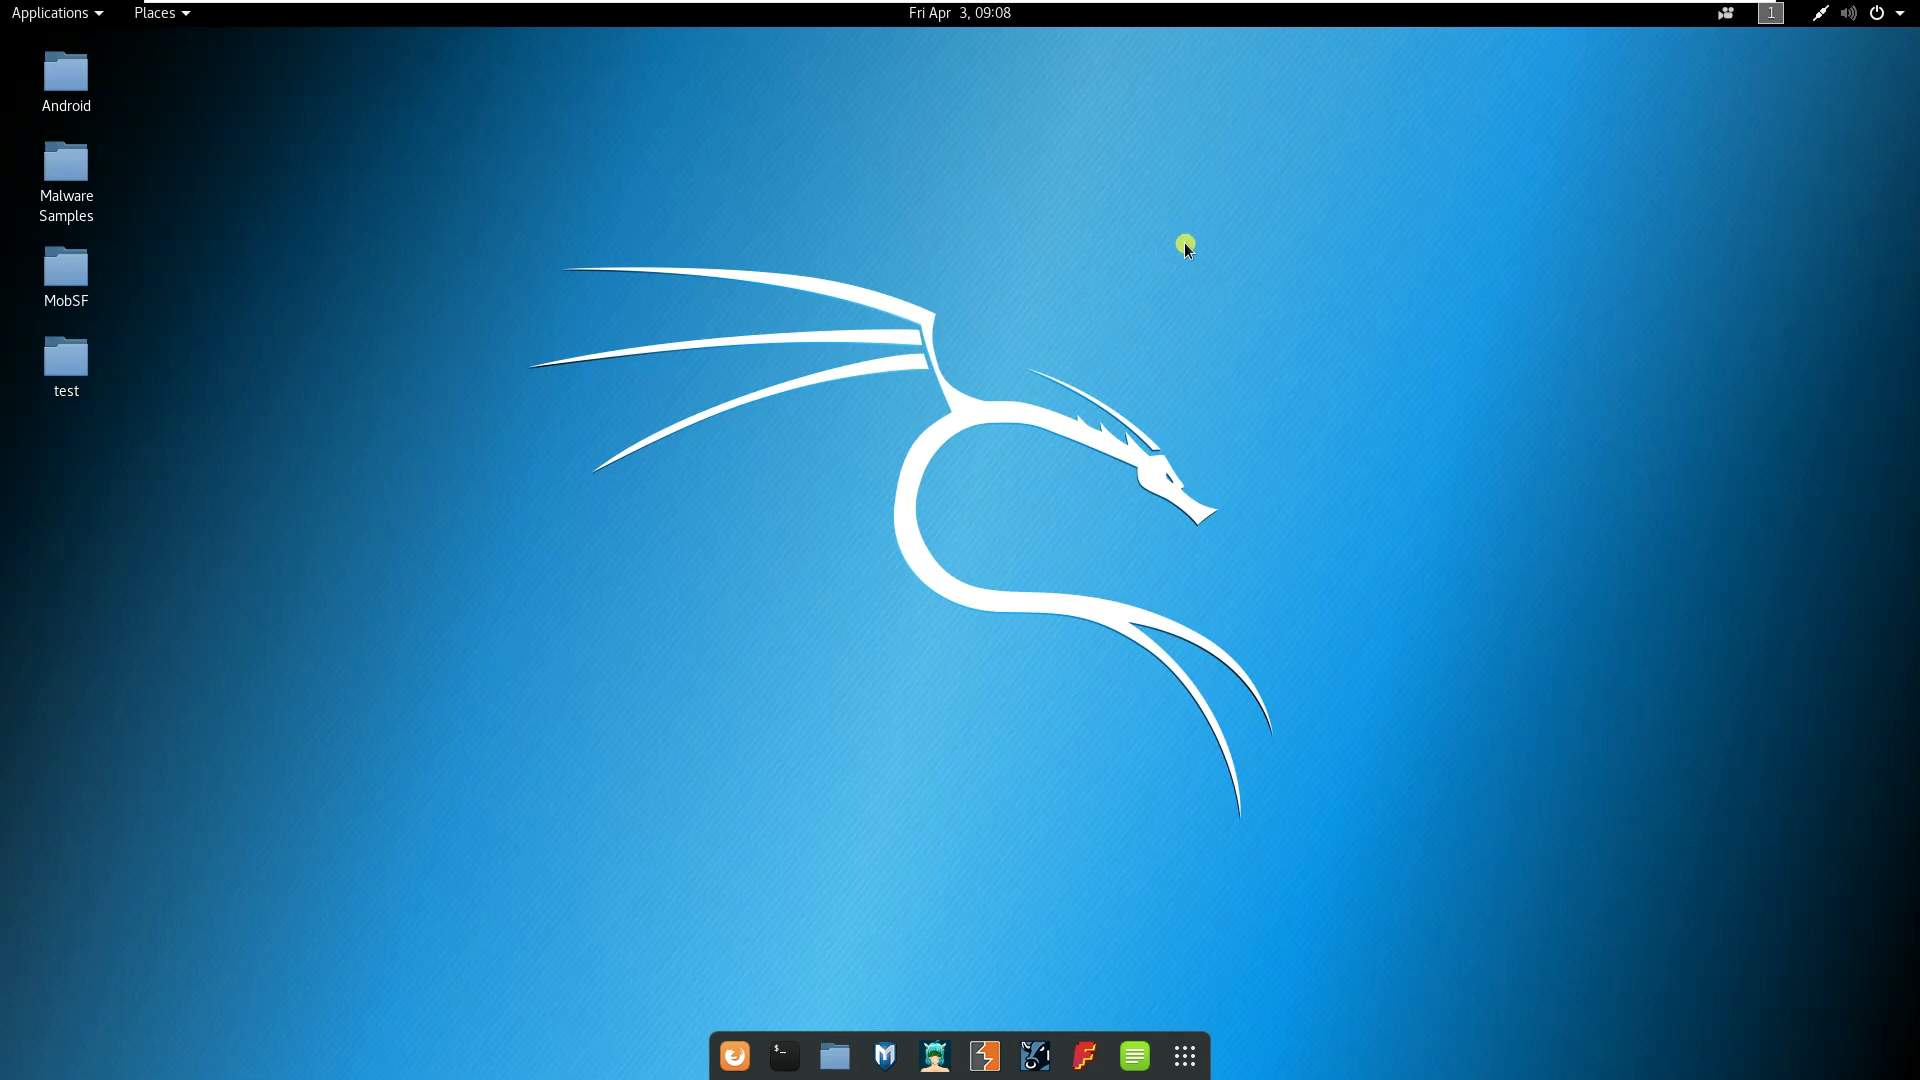 Applications Places Fri Apr 3, 09:08 1
Android
Malware
Samples
MobSF
test
$_